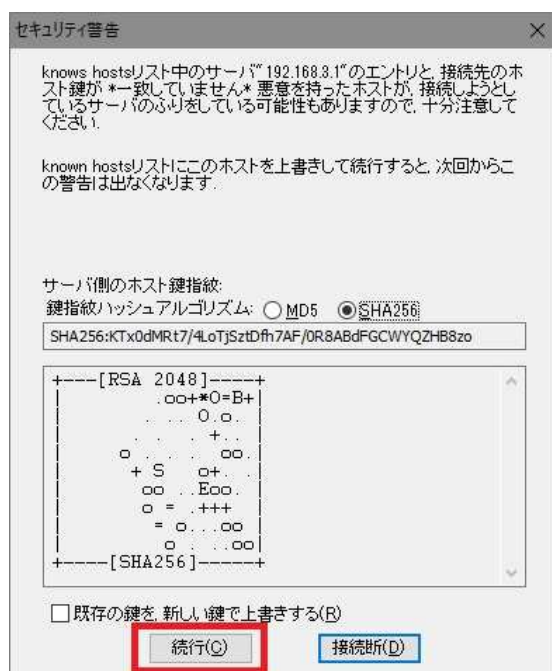 セキュリティ警告
knows hostsリスト中のサーバ"192.168.3.1"のエントリと, 接続先のホ
スト鍵が *一致していません* 悪意を持ったホストが, 接続しようとし
ているサーバのふりをしている可能性もありますので, 十分注意して
ください.
known hostsリストにこのホストを上書きして続行すると, 次回からこ
の警告は出なくなります.
サーバ側のホスト鍵指紋:
鍵指紋ハッシュアルゴリズム: MD5 SHA256
SHA256:KTx0dMRt7/4LoTjSztDfh7AF/0R8ABdFGCWYQZHB8zo
+---[RSA 2048]----+
|        .oo+*O=B+|
|       . .. O.o. |
|      . .  . +.. |
|     o . .  . oo.|
|      + S   o+. .|
|       oo ..Eoo. |
|       o = .+++  |
|        = o...oo |
|         o . ..oo|
+----[SHA256]-----+
既存の鍵を, 新しい鍵で上書きする(R)
続行(C) 接続断(D)